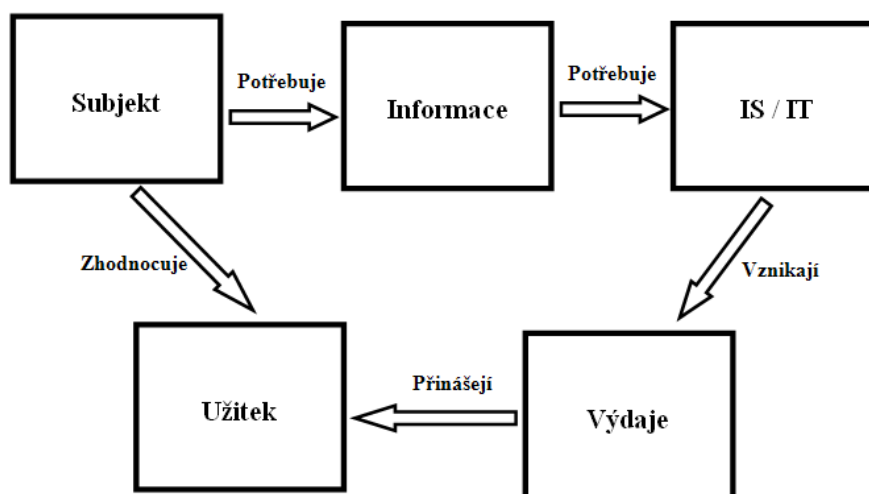 Subjekt
Potřebuje
Informace
Potřebuje
IS / IT
Zhodnocuje
Vznikají
Užitek
Přinášejí
Výdaje